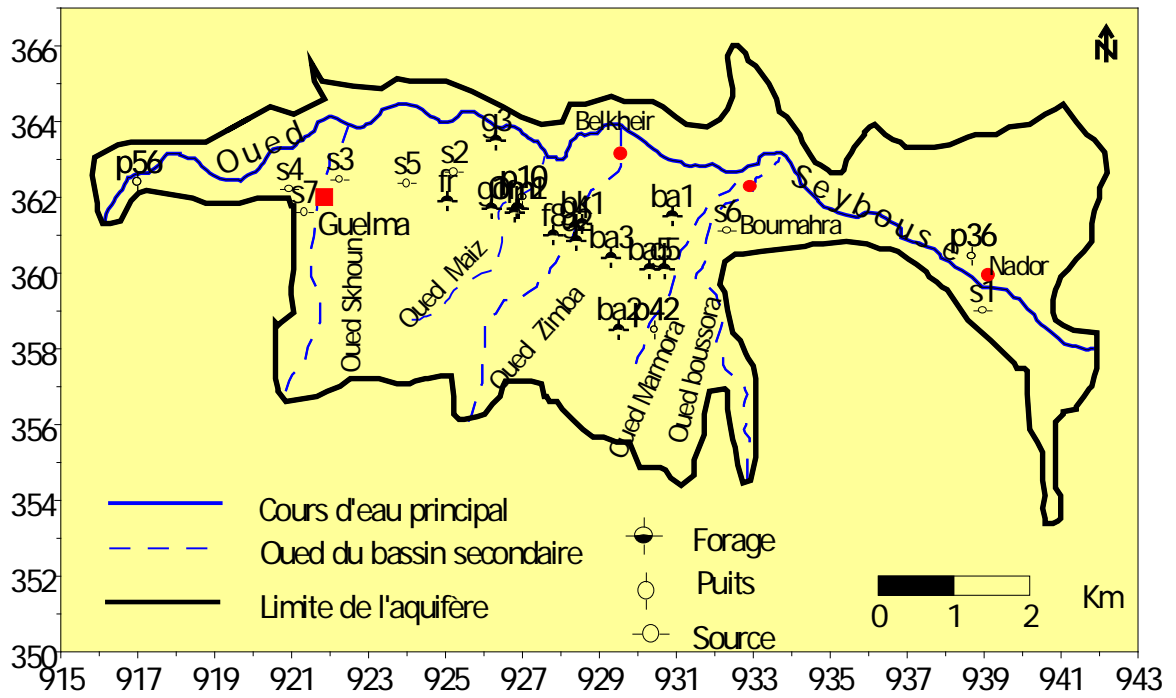 366
364
362
360
358
356
354
352
350
915 917 919 921 923 925 927 929 931 933 935 937 939 941 943
N
Oued
Seybouse
p56
s4
s7
s3
s5
s2
g3
fr
p10
Belkheir
ba1
s6
Boumahra
ba3
ba2
p42
p36
Nador
s1
Guelma
Oued Skhoun
Oued Maiz
Oued Zimba
Oued Marmora
Oued boussora
Cours d'eau principal
Oued du bassin secondaire
Limite de l'aquifère
Forage
Puits
Source
0 1 2 Km